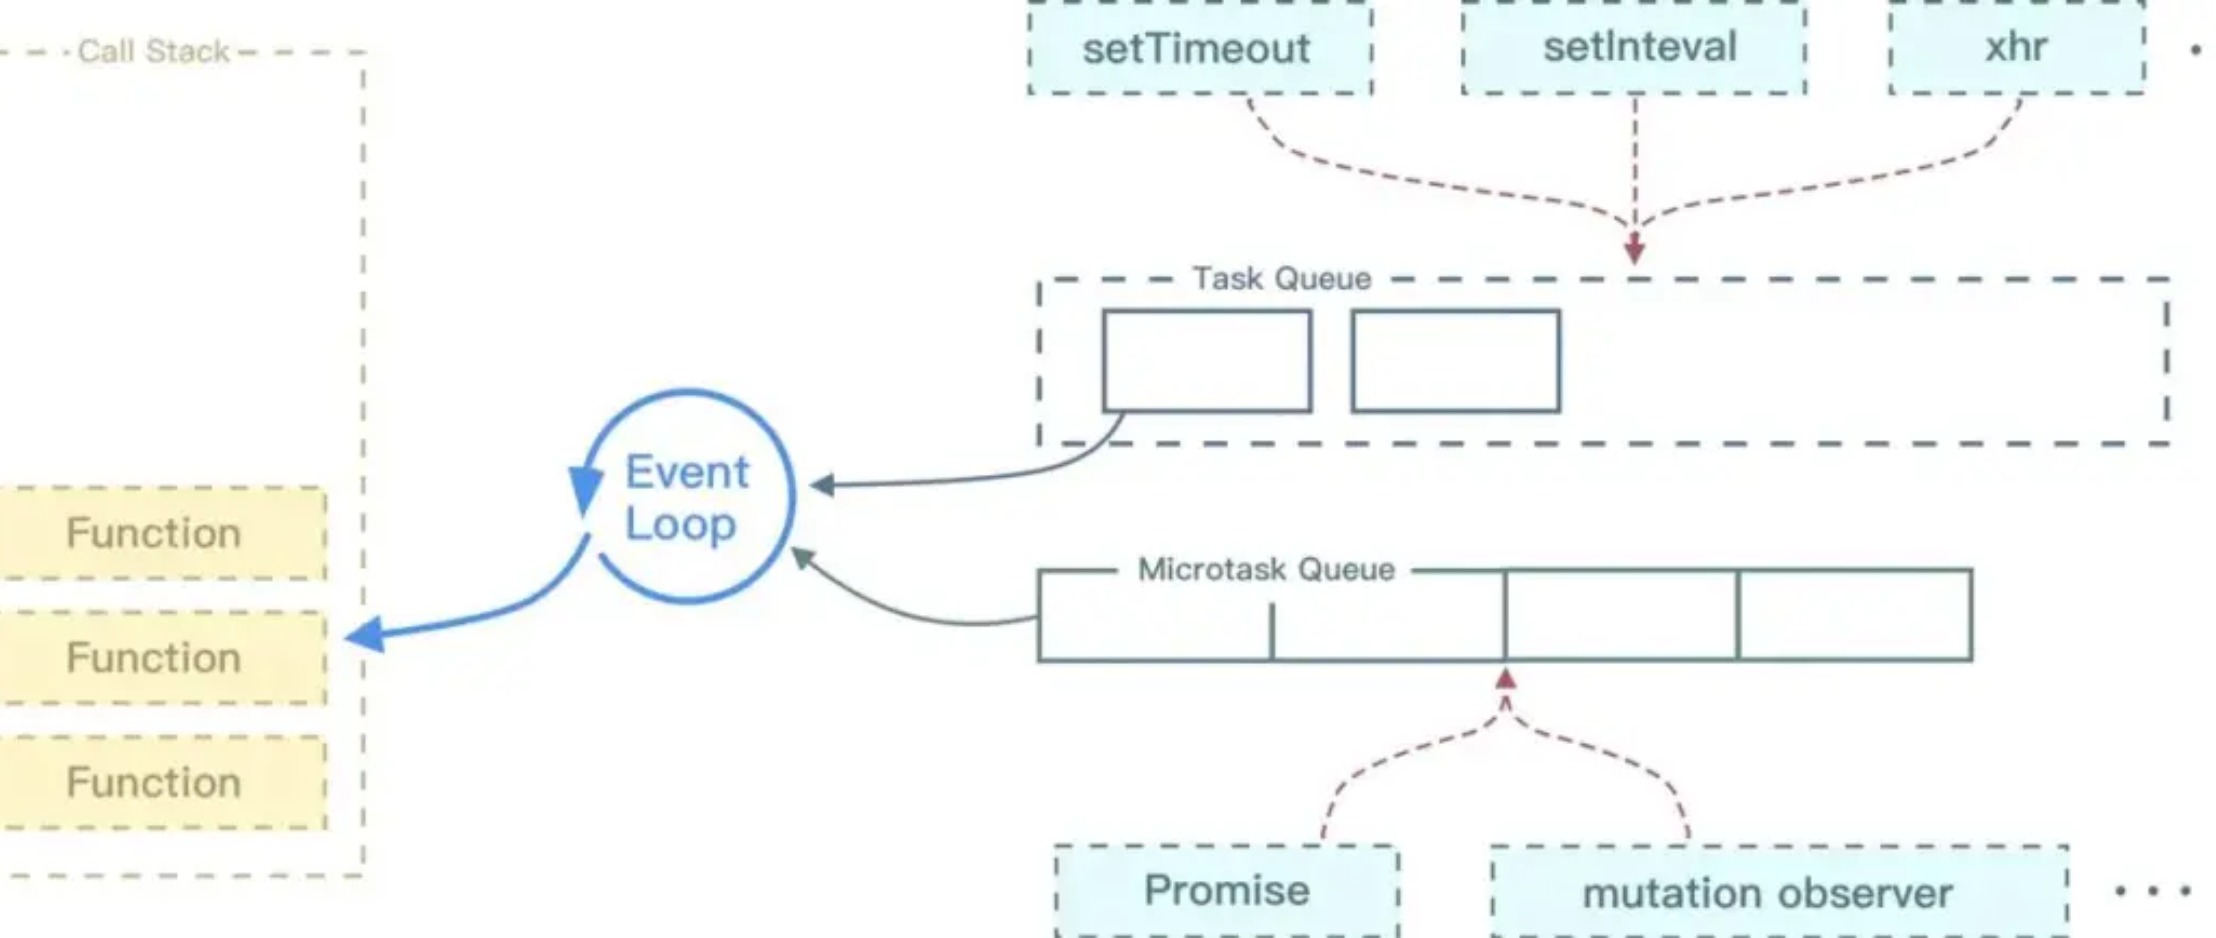 Call Stack
setTimeout
setInteval
xhr
Task Queue
Event
Loop
Function
Microtask Queue
Function
Function
Promise
mutation observer